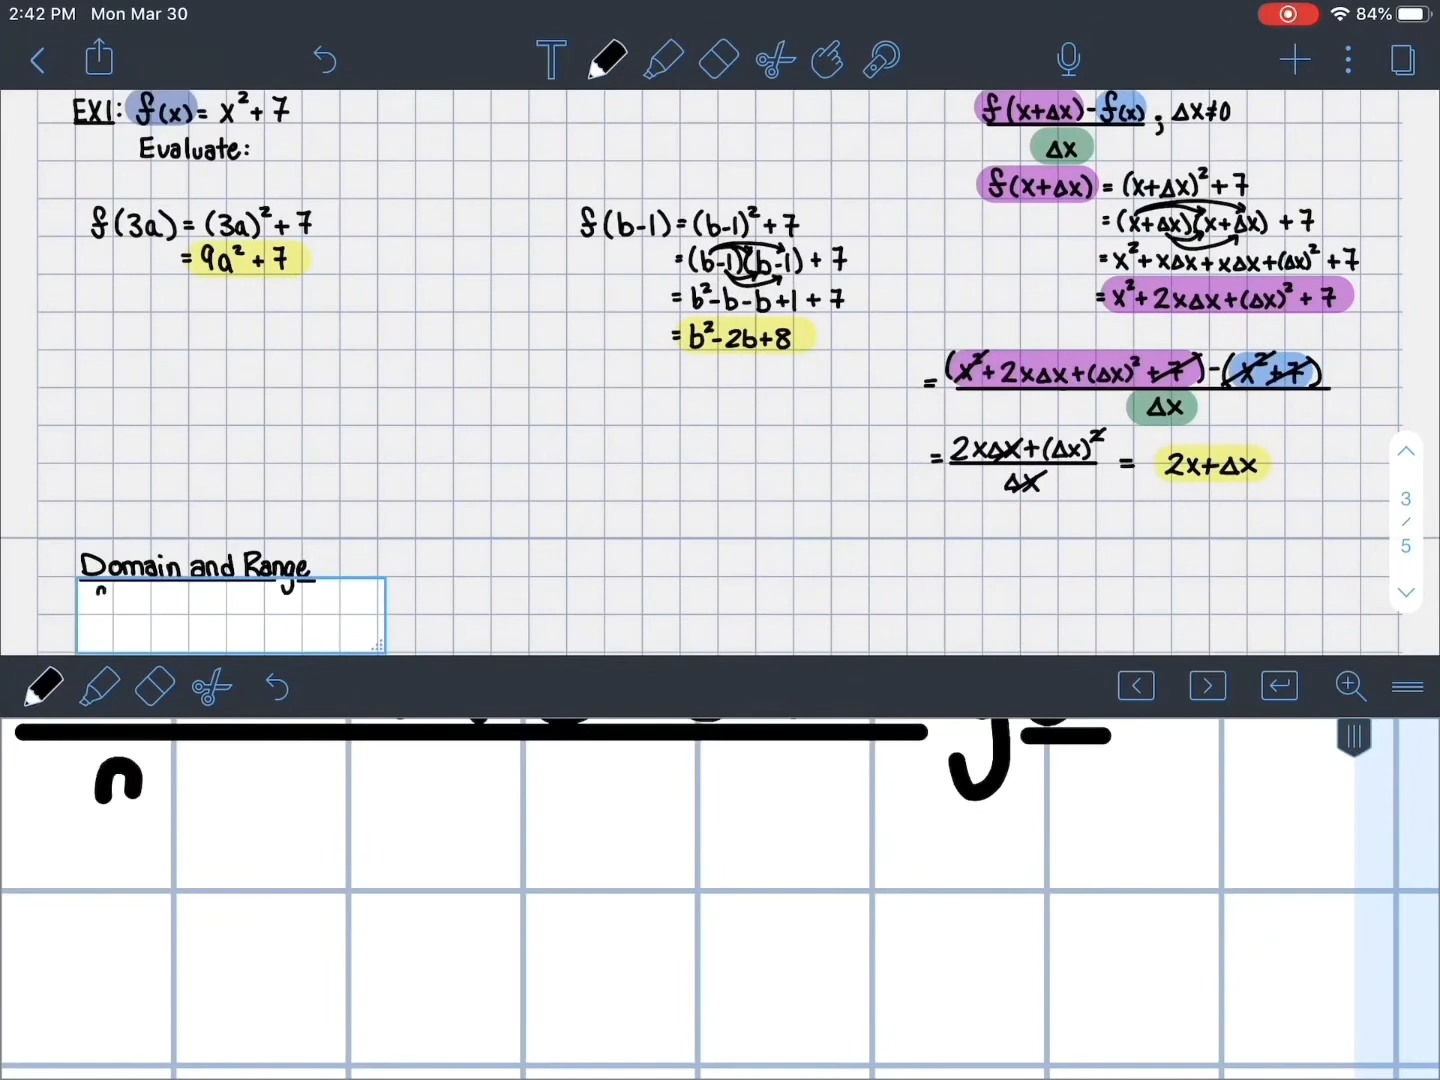 2:42 PM Mon Mar 30
84%
EX1: f(x) = x² + 7
Evaluate:
f(3a) = (3a)² + 7
= 9a² + 7
f(b-1) = (b-1)² + 7
= (b-1)(b-1) + 7
= b² - b - b + 1 + 7
= b² - 2b + 8
f(x+Δx) - f(x) ; Δx≠0
Δx
f(x+Δx) = (x+Δx)² + 7
= (x+Δx)(x+Δx) + 7
= x² + xΔx + xΔx + (Δx)² + 7
= x² + 2xΔx + (Δx)² + 7
= (x² + 2xΔx + (Δx)² + 7) - (x² + 7)
Δx
= 2xΔx + (Δx)² = 2x + Δx
Δx
3
/
5
Domain and Range